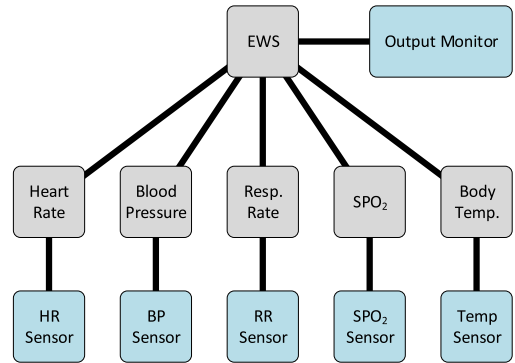 EWS
Output Monitor
Heart
Rate
Blood
Pressure
Resp.
Rate
SPO₂
Body
Temp.
HR
Sensor
BP
Sensor
RR
Sensor
SPO₂
Sensor
Temp
Sensor